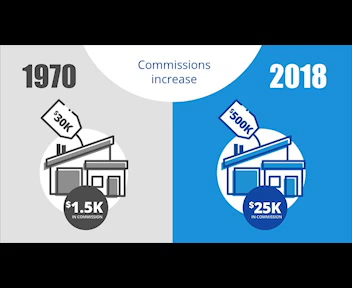 Commissions
increase
1970
2018
$30K
$500K
$1.5K
IN COMMISSION
$25K
IN COMMISSION